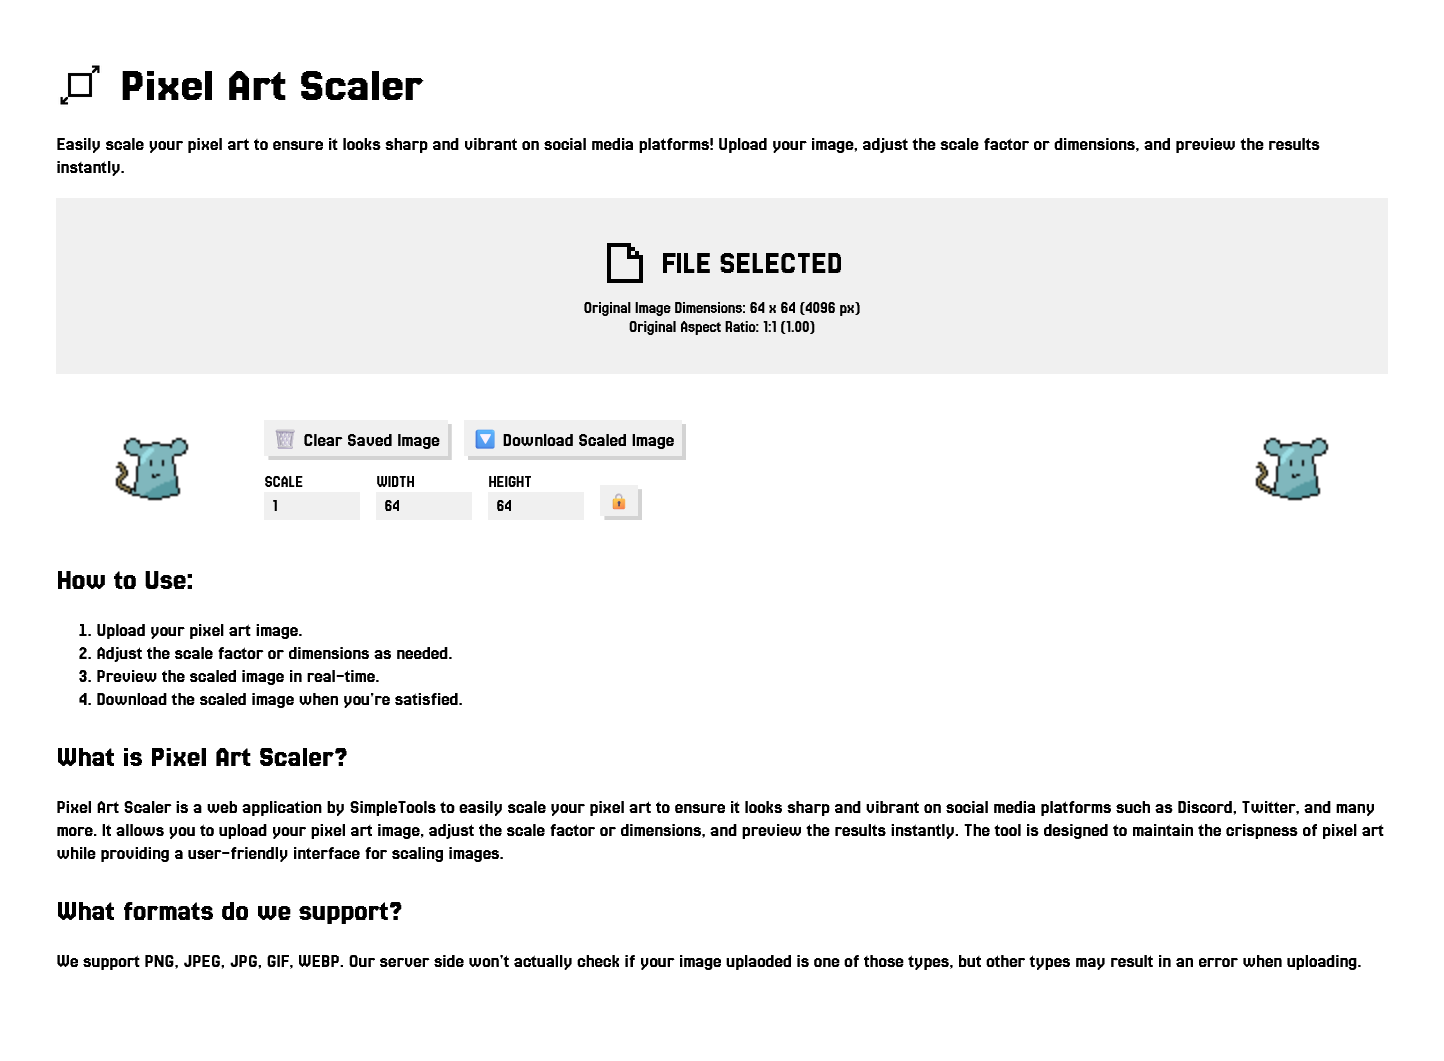 Pixel Art Scaler
Easily scale your pixel art to ensure it looks sharp and vibrant on social media platforms! Upload your image, adjust the scale factor or dimensions, and preview the results
instantly.
FILE SELECTED
Original Image Dimensions: 64 x 64 (4096 px)
Original Aspect Ratio: 1:1 (1.00)
Clear Saved Image
Download Scaled Image
SCALE WIDTH HEIGHT
1 64 64
How to Use:
1. Upload your pixel art image.
2. Adjust the scale factor or dimensions as needed.
3. Preview the scaled image in real-time.
4. Download the scaled image when you're satisfied.
What is Pixel Art Scaler?
Pixel Art Scaler is a web application by SimpleTools to easily scale your pixel art to ensure it looks sharp and vibrant on social media platforms such as Discord, Twitter, and many
more. It allows you to upload your pixel art image, adjust the scale factor or dimensions, and preview the results instantly. The tool is designed to maintain the crispness of pixel art
while providing a user-friendly interface for scaling images.
What formats do we support?
We support PNG, JPEG, JPG, GIF, WEBP. Our server side won't actually check if your image uplaoded is one of those types, but other types may result in an error when uploading.